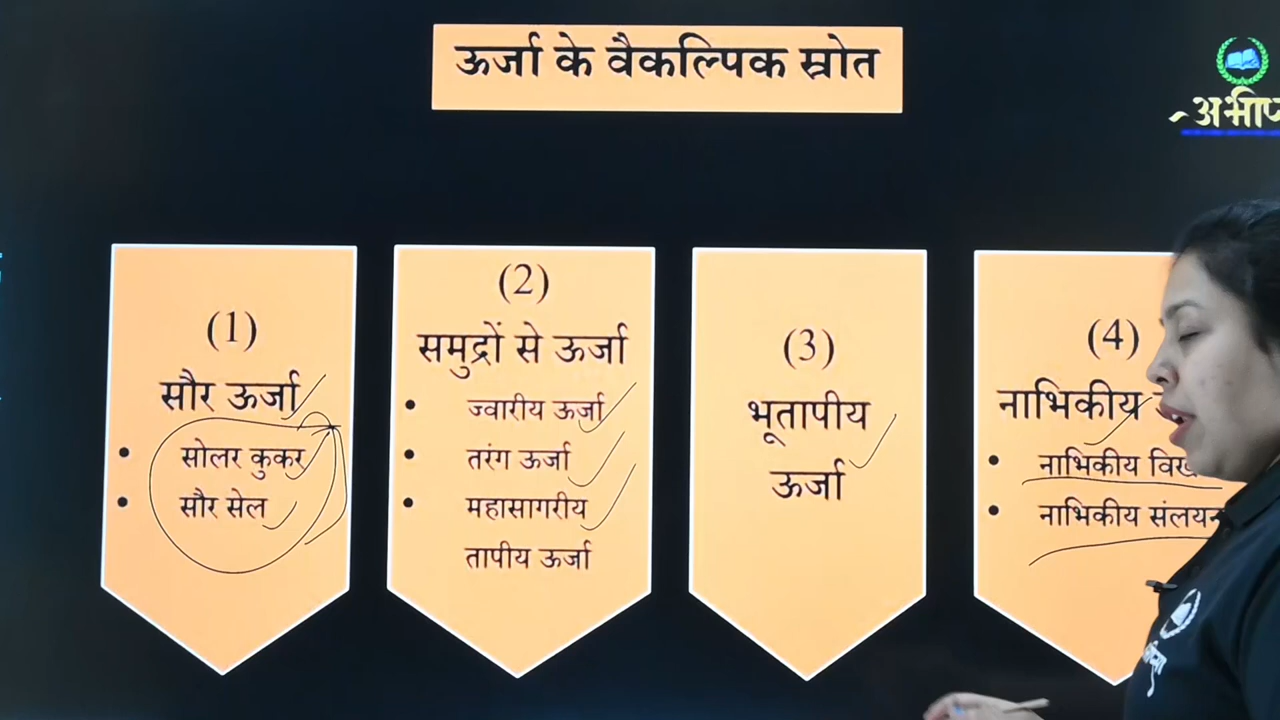 ऊर्जा के वैकल्पिक स्रोत
(1)
सौर ऊर्जा
• सोलर कुकर
• सौर सेल
(2)
समुद्रों से ऊर्जा
• ज्वारीय ऊर्जा
• तरंग ऊर्जा
• महासागरीय
तापीय ऊर्जा
(3)
भूतापीय
ऊर्जा
(4)
नाभिकीय
• नाभिकीय
• नाभिकीय संलयन